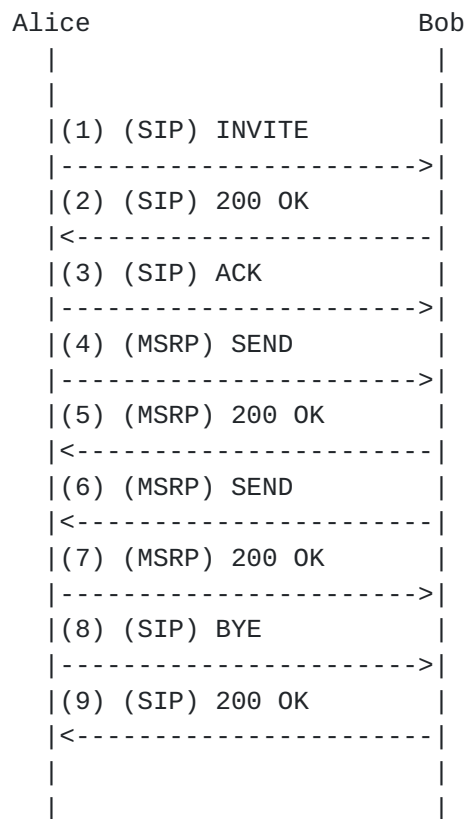 Alice Bob
(1) (SIP) INVITE
(2) (SIP) 200 OK
(3) (SIP) ACK
(4) (MSRP) SEND
(5) (MSRP) 200 OK
(6) (MSRP) SEND
(7) (MSRP) 200 OK
(8) (SIP) BYE
(9) (SIP) 200 OK